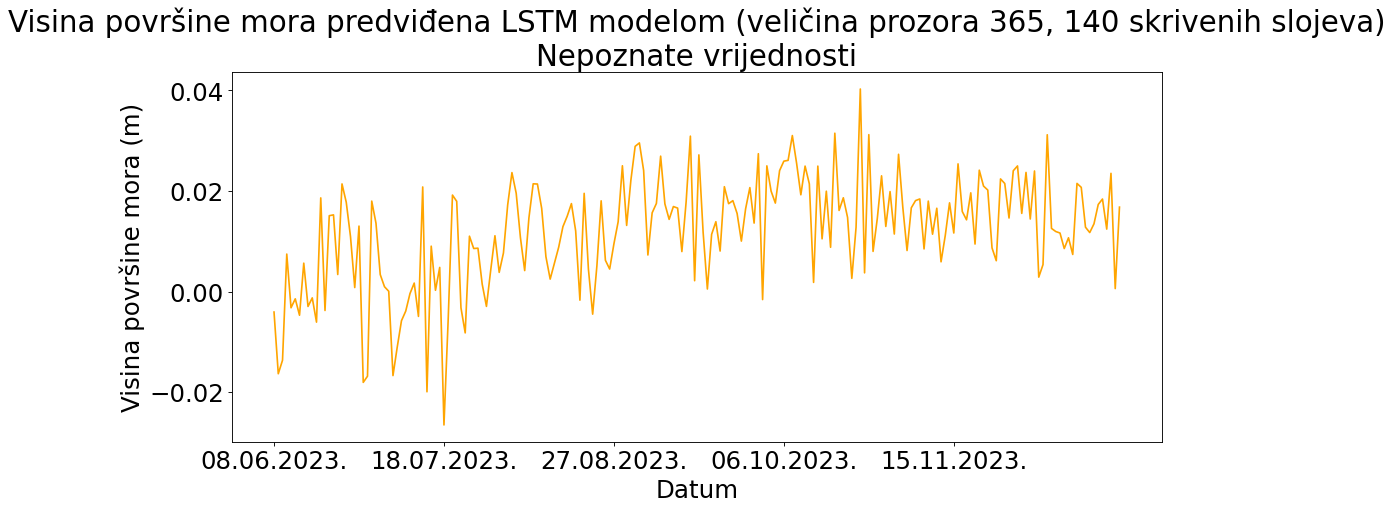 Visina površine mora predviđena LSTM modelom (veličina prozora 365, 140 skrivenih slojeva)
Nepoznate vrijednosti
Visina površine mora (m)
0.04
0.02
0.00
−0.02
08.06.2023. 18.07.2023. 27.08.2023. 06.10.2023. 15.11.2023.
Datum